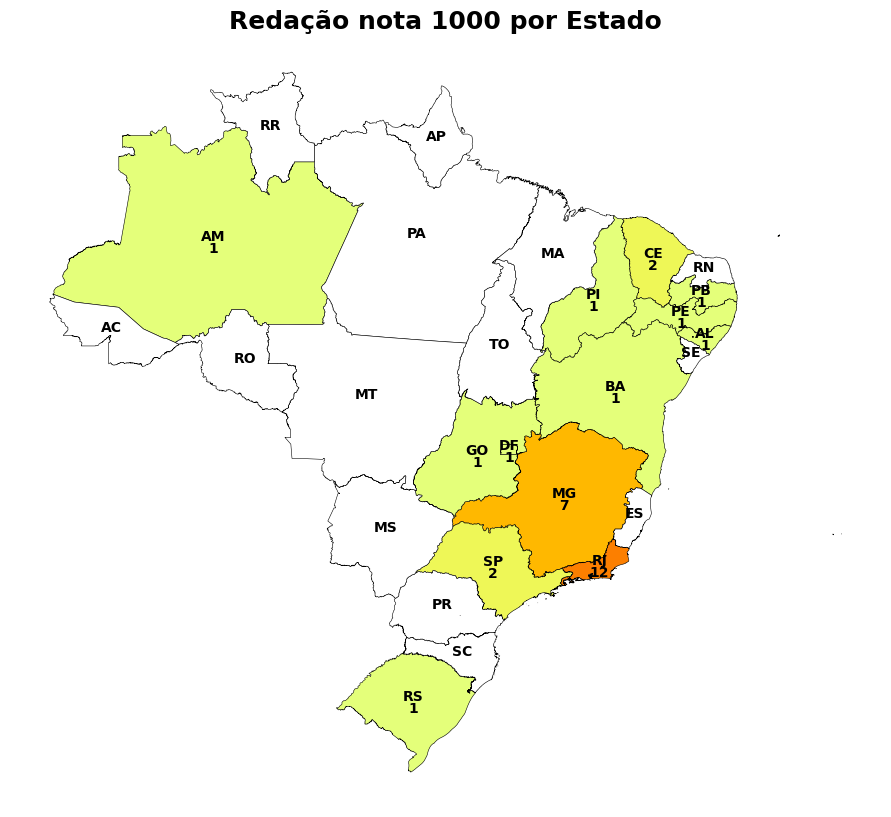 Redação nota 1000 por Estado
RR
AP
AM
1
PA
MA
CE
2
RN
PI
1
PB
1
PE
1
AL
1
SE
AC
RO
TO
MT
BA
1
GO
1
DF
1
MG
7
ES
MS
SP
2
RJ
12
PR
SC
RS
1